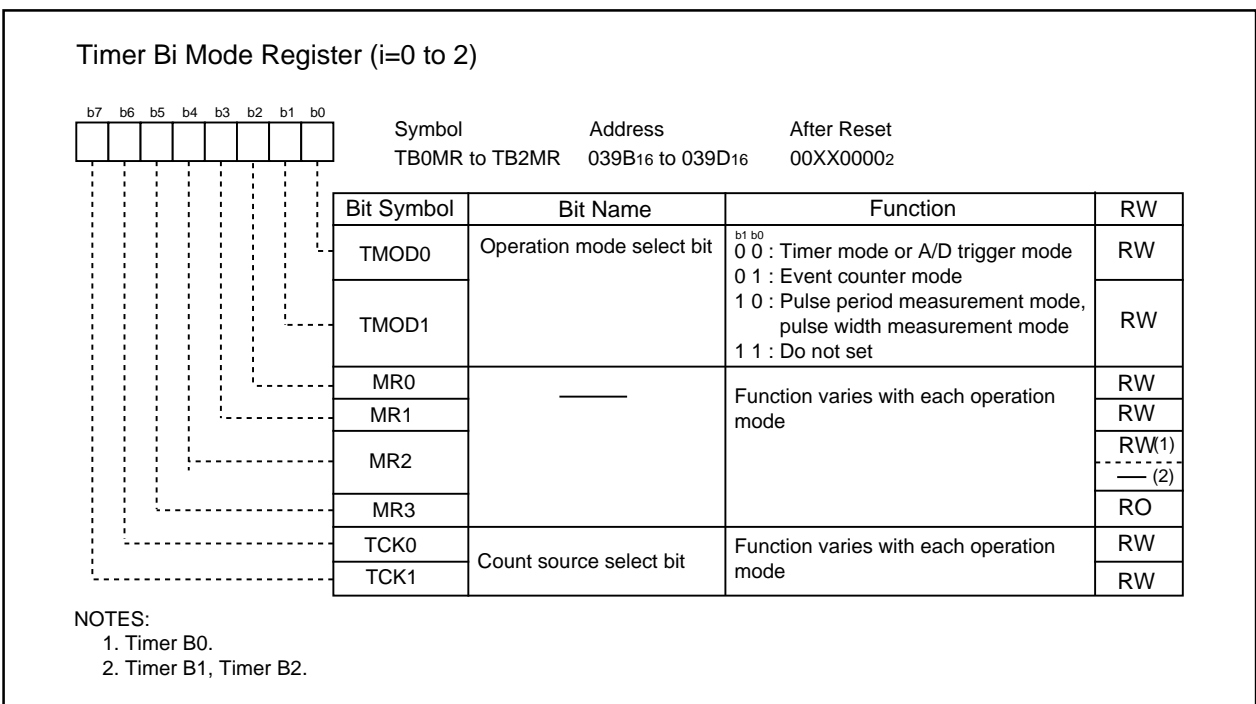 Timer Bi Mode Register (i=0 to 2)
b7 b6 b5 b4 b3 b2 b1 b0
Symbol Address After Reset
TB0MR to TB2MR 039B16 to 039D16 00XX00002
Bit Symbol Bit Name Function RW
TMOD0 Operation mode select bit b1 b0
0 0 : Timer mode or A/D trigger mode RW
0 1 : Event counter mode
TMOD1 1 0 : Pulse period measurement mode,
pulse width measurement mode RW
1 1 : Do not set
MR0 —— Function varies with each operation
mode RW
MR1 RW
MR2 RW(1)
— (2)
MR3 RO
TCK0 Count source select bit Function varies with each operation
mode RW
TCK1 RW
NOTES:
1. Timer B0.
2. Timer B1, Timer B2.